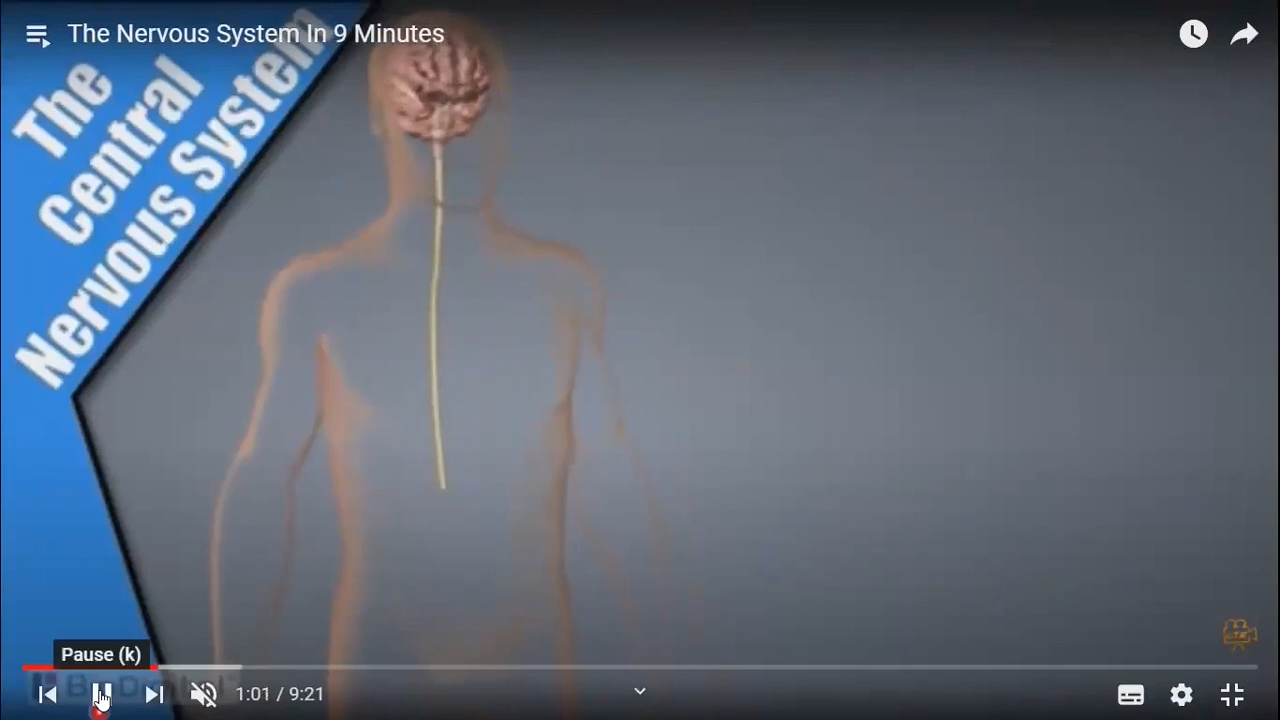 The Nervous System In 9 Minutes
The
Central
Nervous System
Pause (k)
1:01 / 9:21